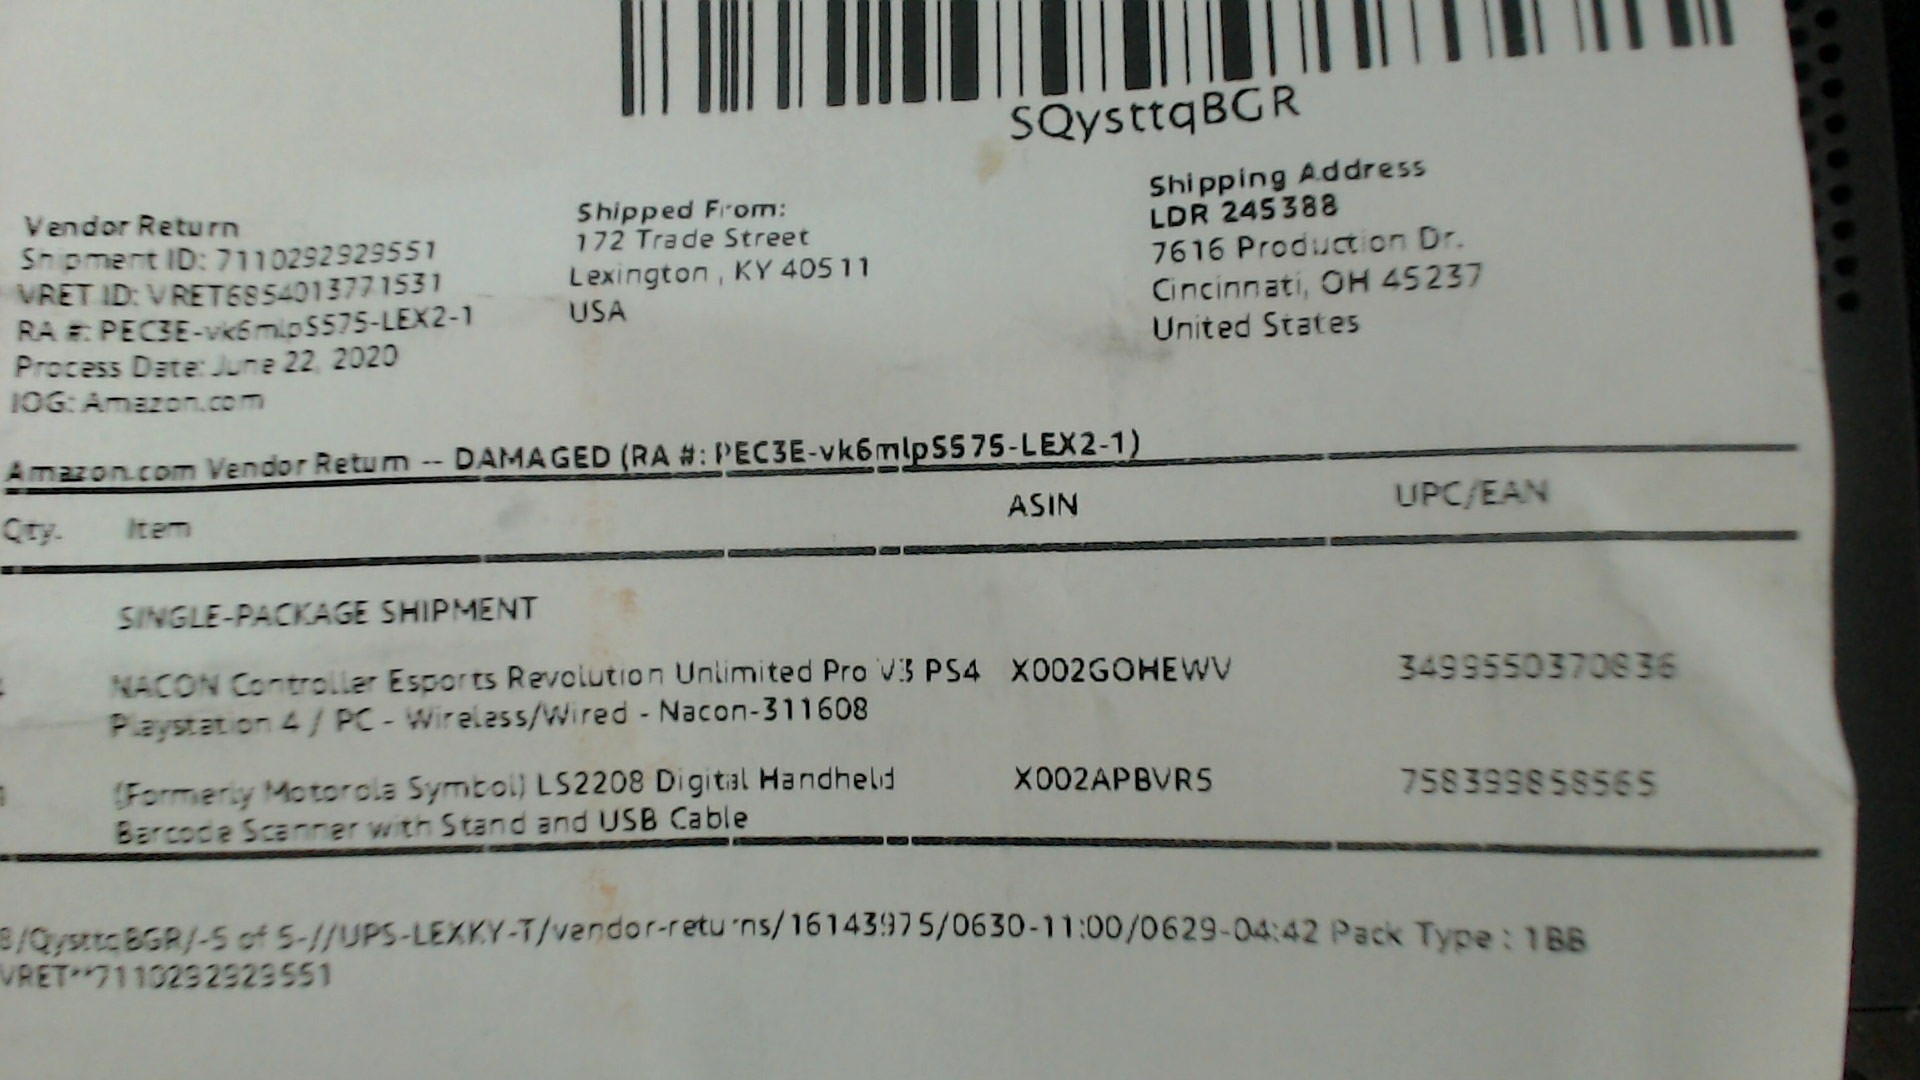 SQysttqBGR
Vendor Return
Shipment ID: 7110292929551
VRET ID: VRET6854013771531
RA #: PEC3E-vk6mlpS575-LEX2-1
Process Date: June 22, 2020
IOG: Amazon.com
Shipped From:
172 Trade Street
Lexington , KY 40511
USA
Shipping Address
LDR 245388
7616 Production Dr.
Cincinnati, OH 45237
United States
Amazon.com Vendor Return -- DAMAGED (RA #: PEC3E-vk6mlpS575-LEX2-1)
Qty. Item ASIN UPC/EAN
SINGLE-PACKAGE SHIPMENT
NACON Controller Esports Revolution Unlimited Pro V3 PS4 X002GOHEWV 3499550370836
Playstation 4 / PC - Wireless/Wired - Nacon-311608
(Formerly Motorola Symbol) LS2208 Digital Handheld X002APBVR5 758399858565
Barcode Scanner with Stand and USB Cable
/QysttqBGR/-5 of 5-//UPS-LEXKY-T/vendor-returns/16143975/0630-11:00/0629-04:42 Pack Type : 1BB
VRET**7110292929551